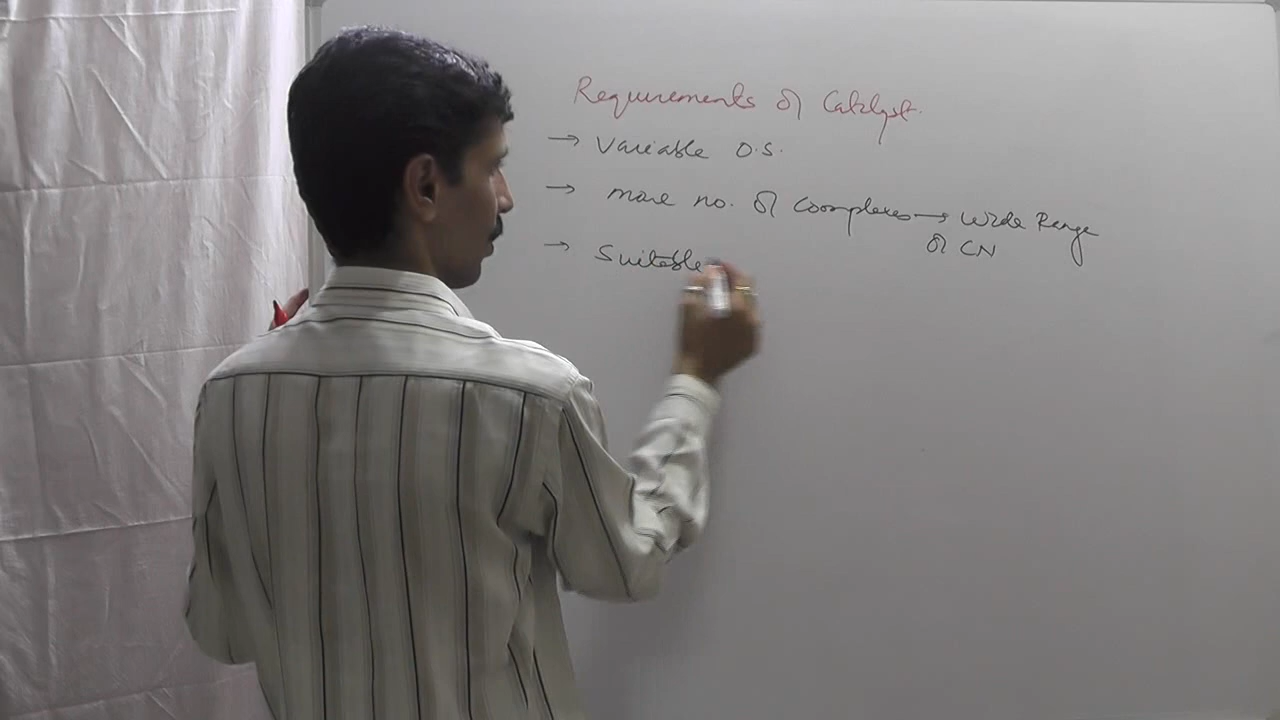 Requirements of Catalyst.
→ Variable O.S.
→ more no. of Complexes → Wide Range
of CN
→ Suitable